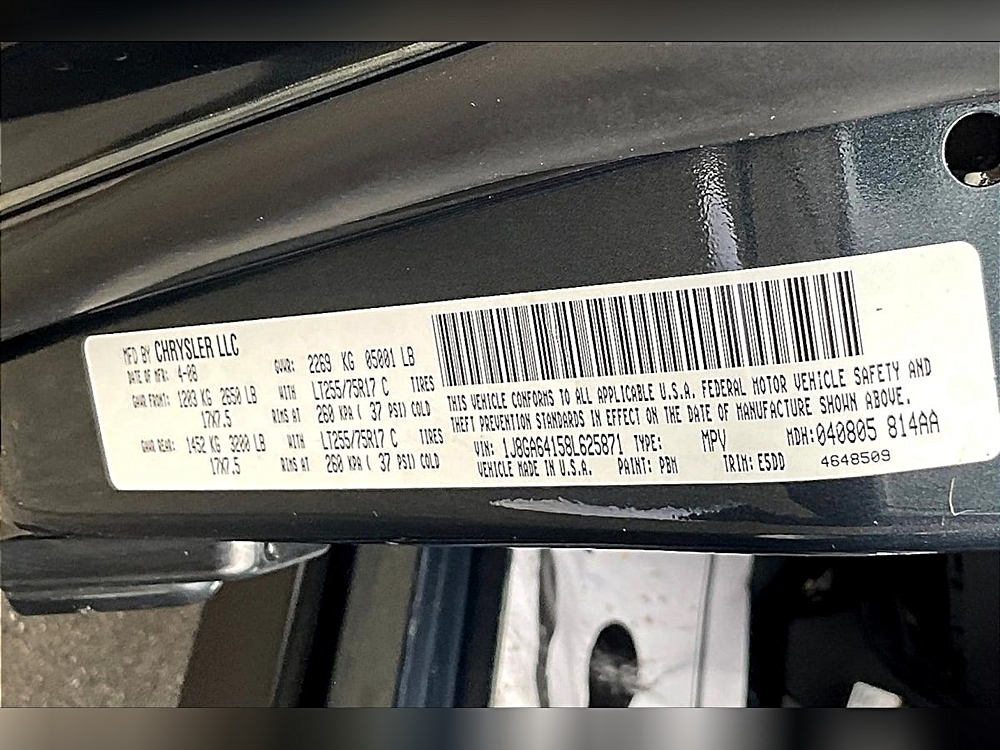 MFD BY CHRYSLER LLC
DATE OF MFR: 4-08 GVWR: 2269 KG 05001 LB
GAWR FRONT: 1203 KG 2650 LB WITH LT255/75R17 C TIRES
17X7.5 RIMS AT 260 KPA ( 37 PSI) COLD
GAWR REAR: 1452 KG 3200 LB WITH LT255/75R17 C TIRES
17X7.5 RIMS AT 260 KPA ( 37 PSI) COLD
THIS VEHICLE CONFORMS TO ALL APPLICABLE U.S.A. FEDERAL MOTOR VEHICLE SAFETY AND
THEFT PREVENTION STANDARDS IN EFFECT ON THE DATE OF MANUFACTURE SHOWN ABOVE.
VIN: 1J8GA64158L625871 TYPE: MPV MDH: 040805 814AA
VEHICLE MADE IN U.S.A. PAINT: PBM TRIM: E5DD 4648509